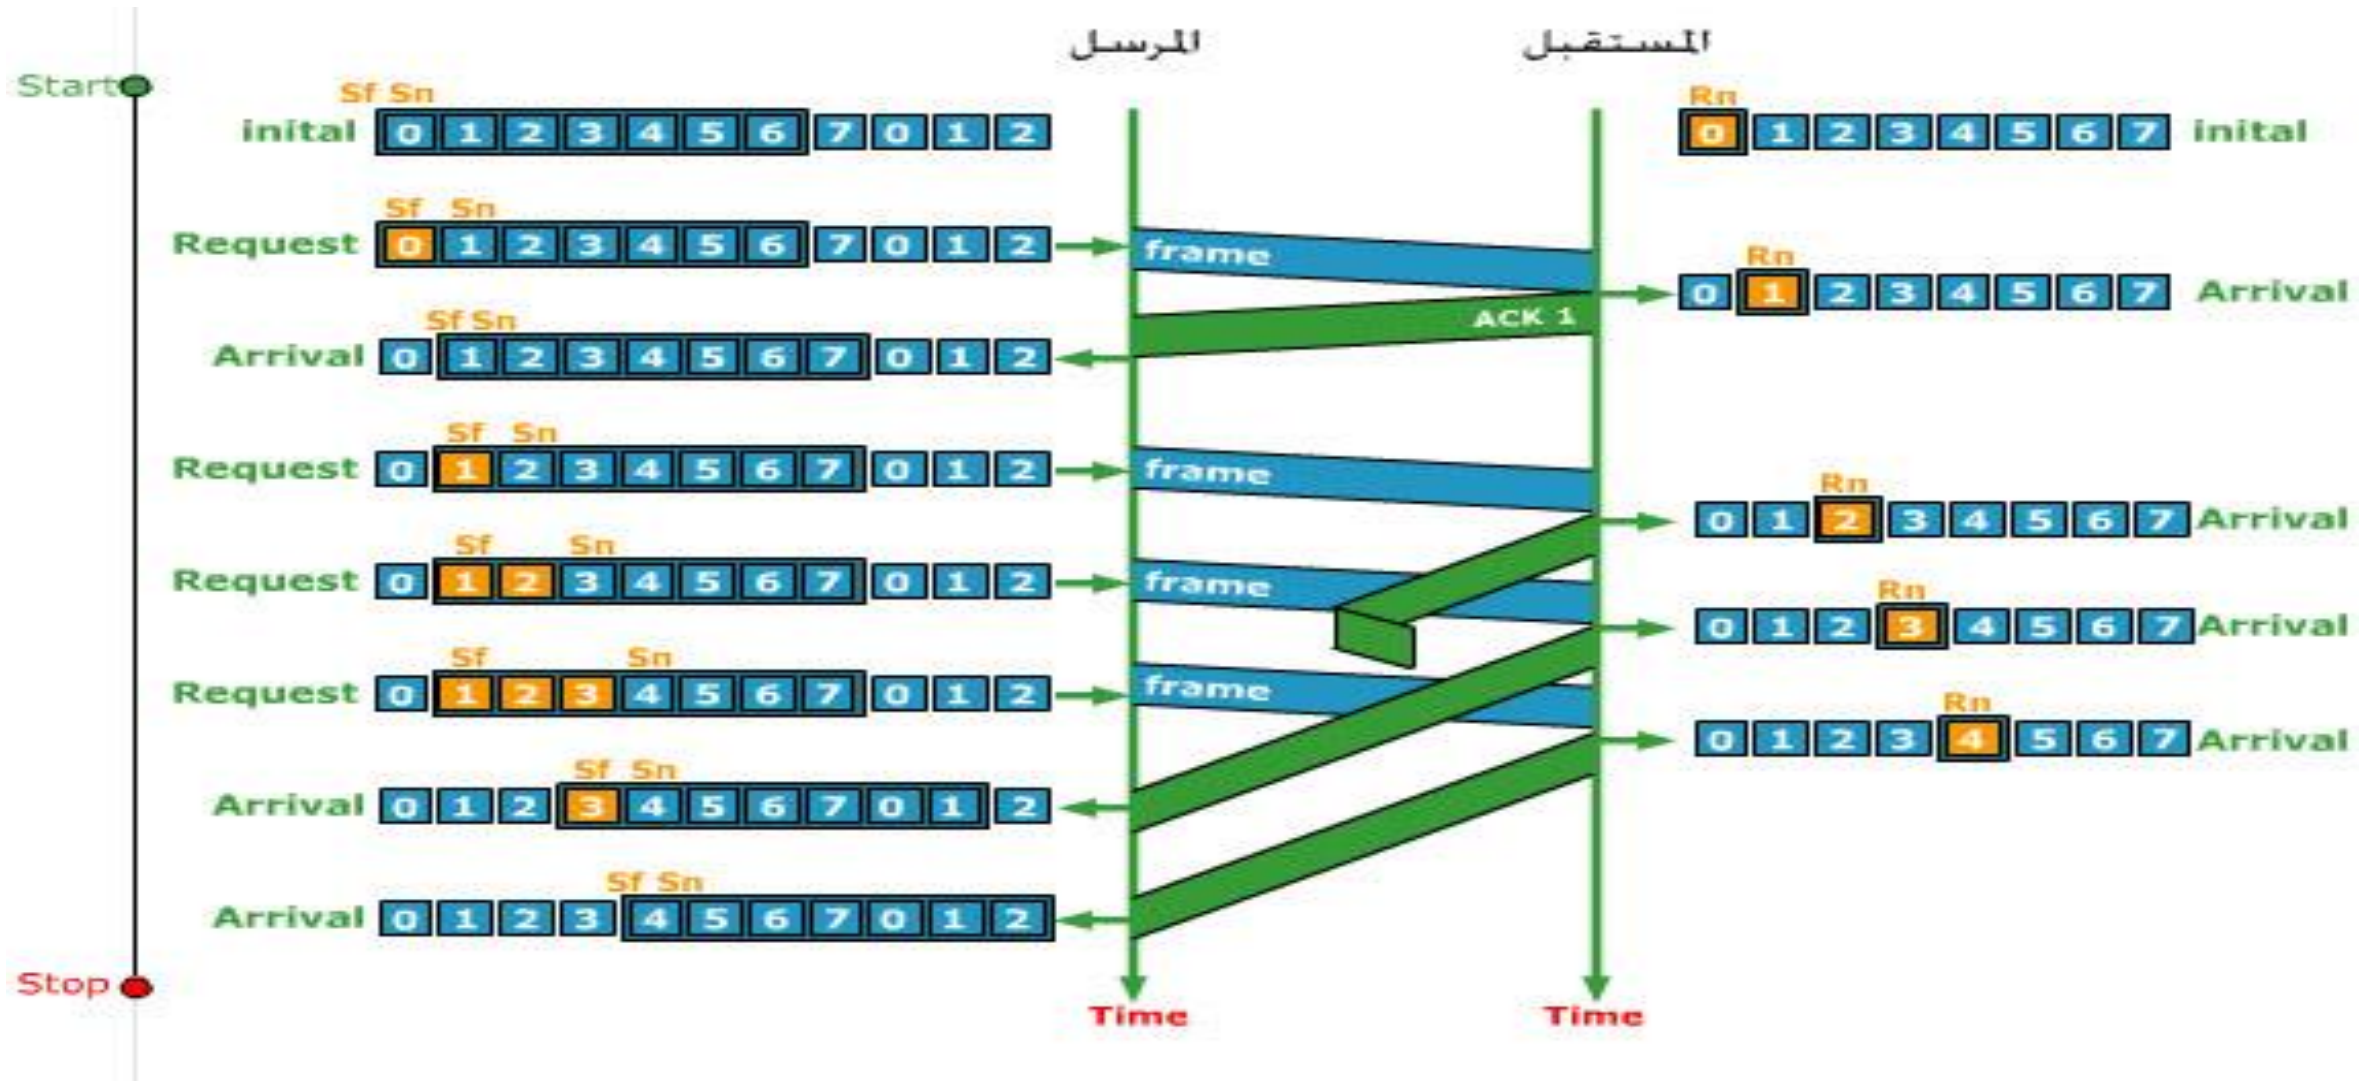 المرسل المستقبل
Start
Sf Sn Rn
inital 0 1 2 3 4 5 6 7 0 1 2 0 1 2 3 4 5 6 7 inital
Sf Sn
Request 0 1 2 3 4 5 6 7 0 1 2 frame
Rn
0 1 2 3 4 5 6 7 Arrival
ACK 1
Sf Sn
Arrival 0 1 2 3 4 5 6 7 0 1 2
Sf Sn
Request 0 1 2 3 4 5 6 7 0 1 2 frame
Rn
0 1 2 3 4 5 6 7 Arrival
Sf Sn
Request 0 1 2 3 4 5 6 7 0 1 2 frame
Rn
0 1 2 3 4 5 6 7 Arrival
Sf Sn
Request 0 1 2 3 4 5 6 7 0 1 2 frame
Rn
0 1 2 3 4 5 6 7 Arrival
Sf Sn
Arrival 0 1 2 3 4 5 6 7 0 1 2
Sf Sn
Arrival 0 1 2 3 4 5 6 7 0 1 2
Stop
Time Time